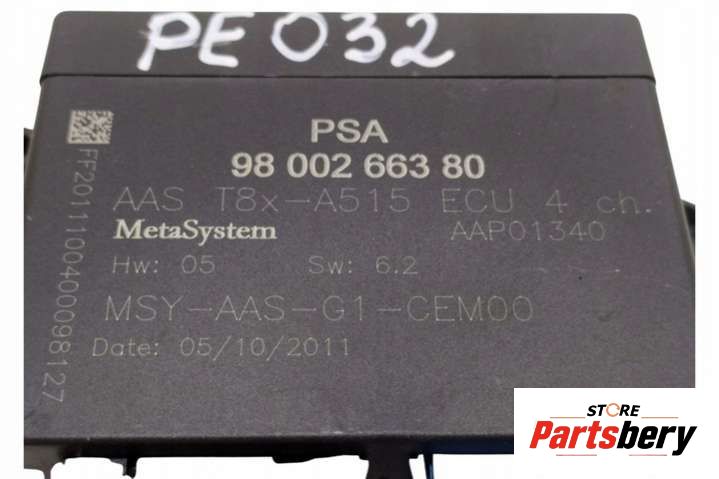 PE032
PSA
98 002 663 80
AAS T8x-A515 ECU 4 ch.
MetaSystem AAP01340
Hw: 05 Sw: 6.2
MSY-AAS-G1-CEM00
Date: 05/10/2011
FF20111004000098127
STORE
Partsbery